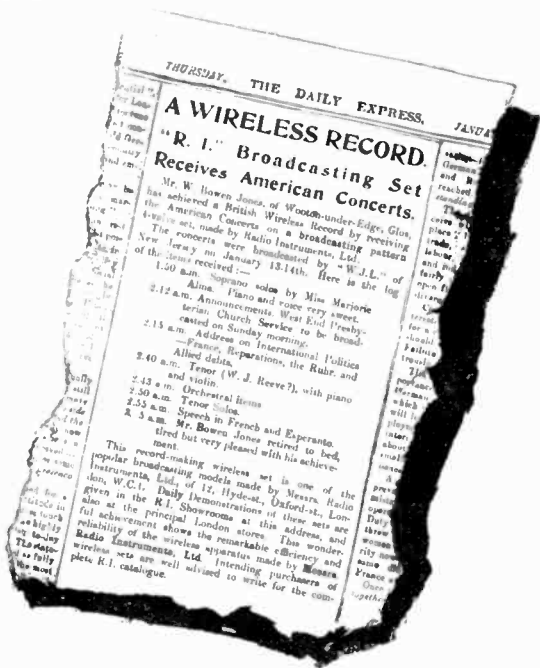 THURSDAY, THE DAILY EXPRESS, JANUA
A WIRELESS RECORD.
"R. I." Broadcasting Set
Receives American Concerts.
Mr. W. Bowen Jones, of Wooton-under-Edge, Glos,
has achieved a British Wireless Record by receiving
the American Concerts on a broadcasting pattern
4-valve set, made by Radio Instruments, Ltd.
The concerts were broadcasted by "W.J.L." of
New Jersey on January 13.14th. Here is the log
of the items received:—
1.50 a.m. Soprano solos by Miss Marjorie
Alma. Piano and voice very sweet.
2.12 a.m. Announcements. West End Presby-
terian Church Service to be broad-
casted on Sunday morning.
2.15 a.m. Address on International Politics
—France, Reparations, the Ruhr, and
Allied debts.
2.40 a.m. Tenor (W. J. Reeve?), with piano
and violin.
2.43 a.m. Orchestral items
2.50 a.m. Tenor Solos.
2.55 a.m. Speech in French and Esperanto.
3. 5 a.m. Mr. Bowen Jones retired to bed,
tired but very pleased with his achieve-
ment.
This record-making wireless set is one of the
popular broadcasting models made by Messrs. Radio
Instruments, Ltd., of 12, Hyde-st., Oxford-st., Lon-
don, W.C.1. Daily Demonstrations of these sets are
given in the R.I. Showrooms at this address, and
also at the principal London stores. This wonder-
ful achievement shows the remarkable efficiency and
reliability of the wireless apparatus made by Messrs
Radio Instruments, Ltd. Intending purchasers of
wireless sets are well advised to write for the com-
plete R.I. catalogue.